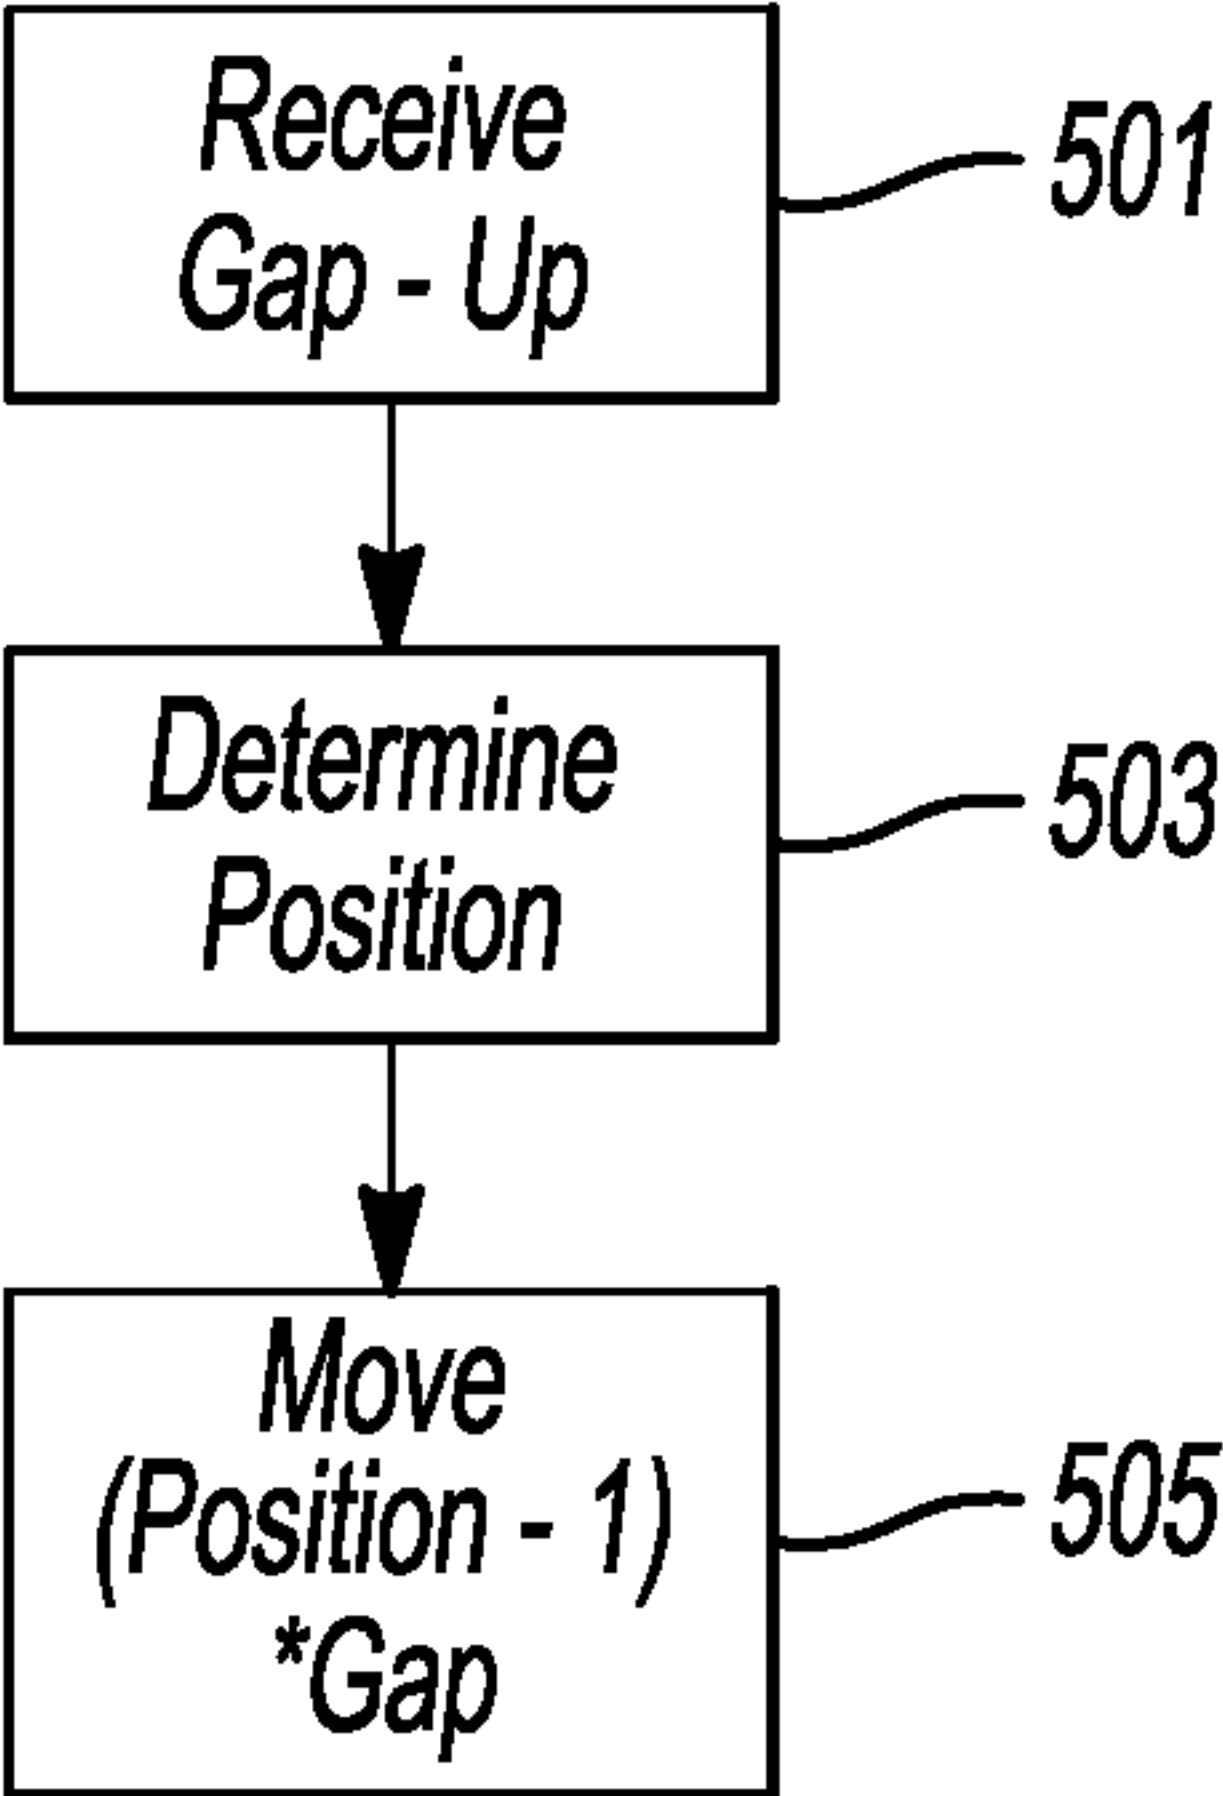 Receive
Gap - Up
501
Determine
Position
503
Move
(Position - 1)
*Gap
505